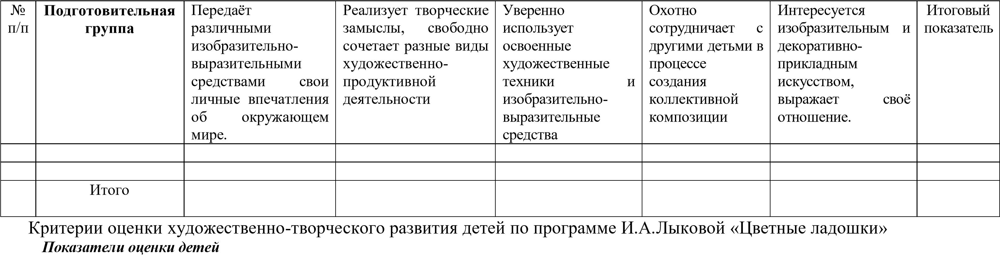 №
п/п
Подготовительная
группа
Передаёт
различными
изобразительно-
выразительными
средствами свои
личные впечатления
об окружающем
мире.
Реализует творческие
замыслы, свободно
сочетает разные виды
художественно-
продуктивной
деятельности
Уверенно
использует
освоенные
художественные
техники и
изобразительно-
выразительные
средства
Охотно
сотрудничает с
другими детьми в
процессе
создания
коллективной
композиции
Интересуется
изобразительным и
декоративно-
прикладным
искусством,
выражает своё
отношение.
Итоговый
показатель
Итого
Критерии оценки художественно-творческого развития детей по программе И.А.Лыковой «Цветные ладошки»
Показатели оценки детей